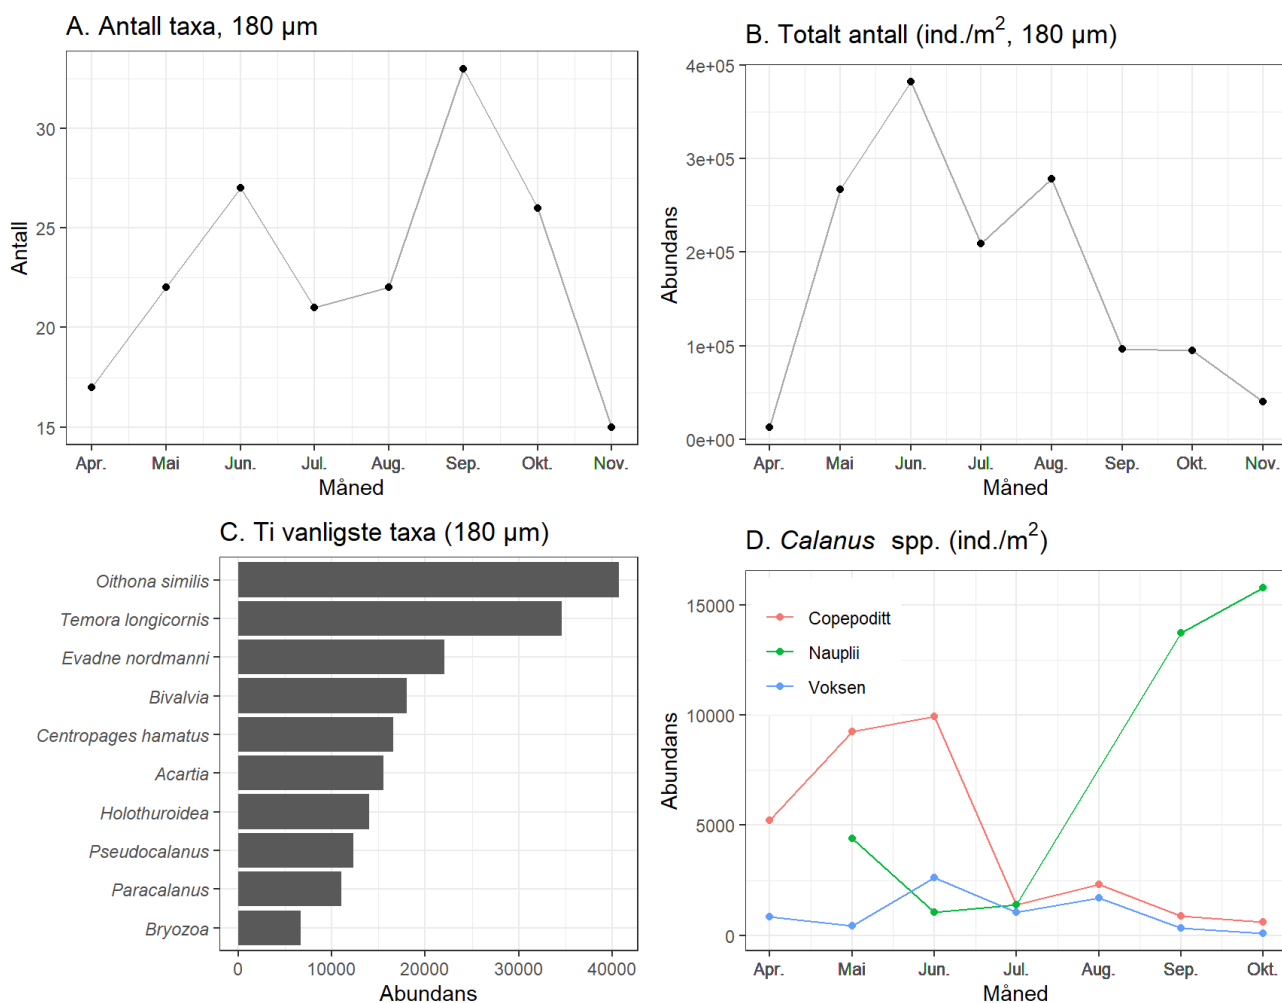 A. Antall taxa, 180 µm
Antall
30
25
20
15
Apr. Mai Jun. Jul. Aug. Sep. Okt. Nov.
Måned
B. Totalt antall (ind./m², 180 µm)
Abundans
4e+05
3e+05
2e+05
1e+05
0e+00
Apr. Mai Jun. Jul. Aug. Sep. Okt. Nov.
Måned
C. Ti vanligste taxa (180 µm)
Oithona similis
Temora longicornis
Evadne nordmanni
Bivalvia
Centropages hamatus
Acartia
Holothuroidea
Pseudocalanus
Paracalanus
Bryozoa
0 10000 20000 30000 40000
Abundans
D. Calanus spp. (ind./m²)
Abundans
15000
10000
5000
0
Copepoditt
Nauplii
Voksen
Apr. Mai Jun. Jul. Aug. Sep. Okt.
Måned